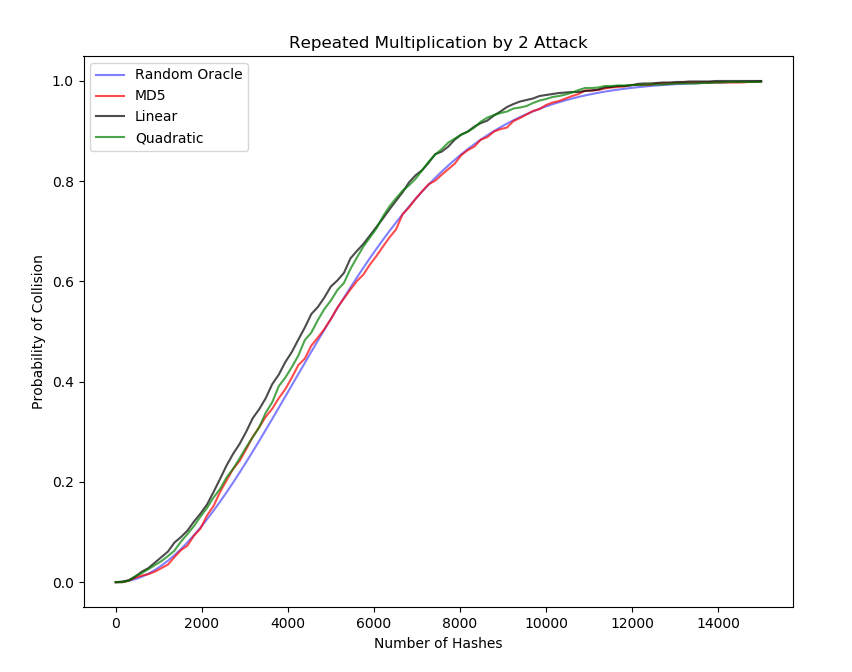 Repeated Multiplication by 2 Attack
Random Oracle
MD5
Linear
Quadratic
1.0
0.8
0.6
0.4
0.2
0.0
Probability of Collision
0 2000 4000 6000 8000 10000 12000 14000
Number of Hashes